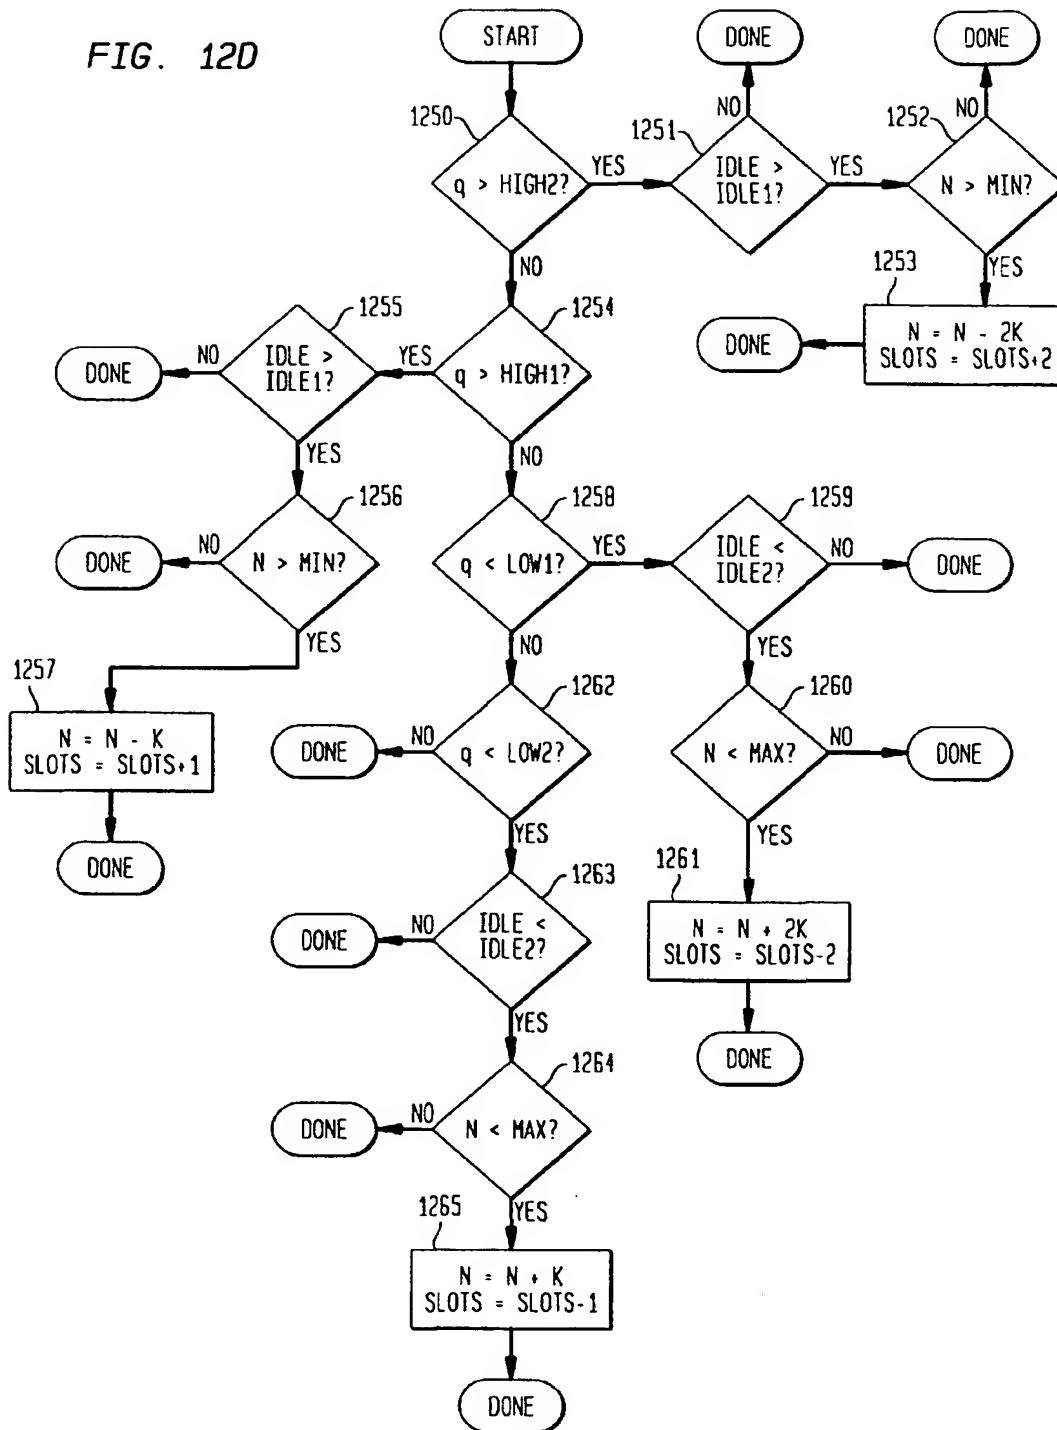 FIG. 12D
START
DONE
DONE
1250
q > HIGH2?
YES
NO
1251
IDLE >
IDLE1?
NO
YES
1252
N > MIN?
NO
YES
1253
N = N - 2K
SLOTS = SLOTS+2
DONE
1254
q > HIGH1?
YES
NO
1255
IDLE >
IDLE1?
NO
DONE
YES
1256
N > MIN?
NO
DONE
YES
1257
N = N - K
SLOTS = SLOTS+1
DONE
1258
q < LOW1?
YES
NO
1259
IDLE <
IDLE2?
NO
DONE
YES
1260
N < MAX?
NO
DONE
YES
1261
N = N + 2K
SLOTS = SLOTS-2
DONE
1262
q < LOW2?
NO
DONE
YES
1263
IDLE <
IDLE2?
NO
DONE
YES
1264
N < MAX?
NO
DONE
YES
1265
N = N + K
SLOTS = SLOTS-1
DONE